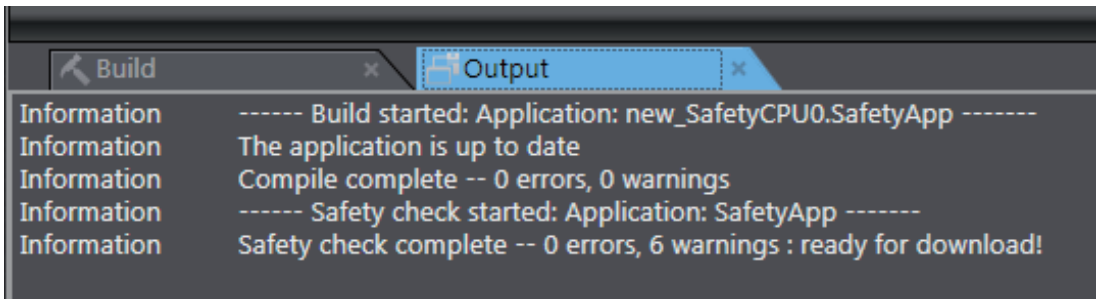 Build
Output
Information ------ Build started: Application: new_SafetyCPU0.SafetyApp -------
Information The application is up to date
Information Compile complete -- 0 errors, 0 warnings
Information ------ Safety check started: Application: SafetyApp -------
Information Safety check complete -- 0 errors, 6 warnings : ready for download!